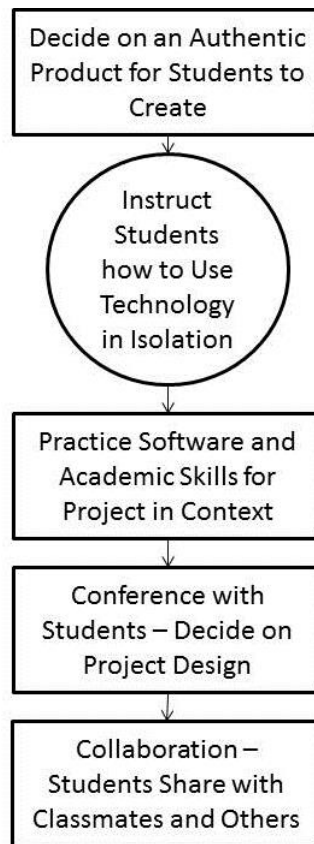 Decide on an Authentic
Product for Students to
Create
Instruct
Students
how to Use
Technology
in Isolation
Practice Software and
Academic Skills for
Project in Context
Conference with
Students – Decide on
Project Design
Collaboration –
Students Share with
Classmates and Others